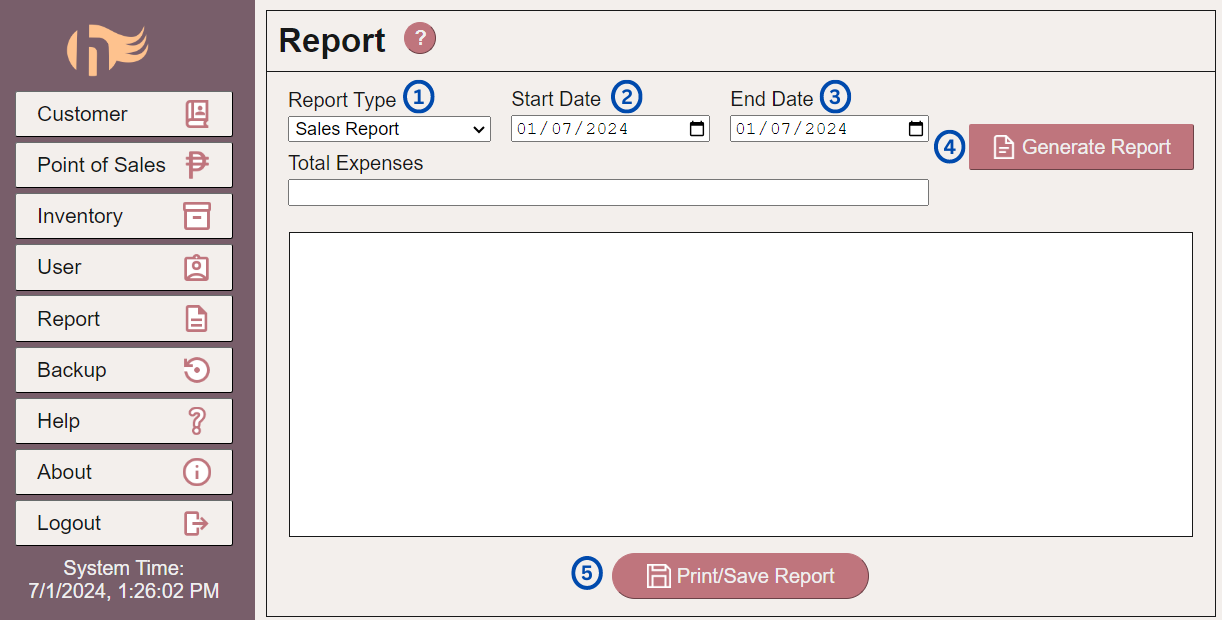 Customer
Point of Sales
Inventory
User
Report
Backup
Help
About
Logout
System Time:
7/1/2024, 1:26:02 PM
Report ?
Report Type 1
Sales Report
Start Date 2
01/07/2024
End Date 3
01/07/2024
4 Generate Report
Total Expenses
5 Print/Save Report